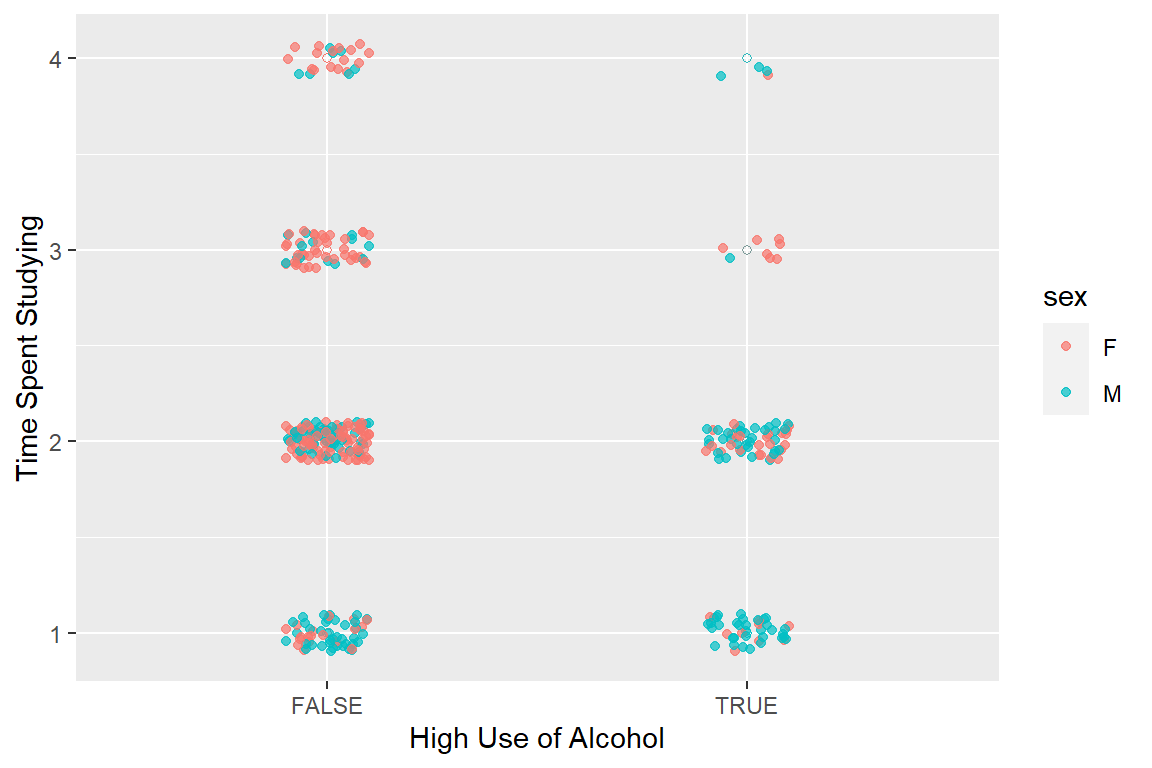 4
3
2
1
Time Spent Studying
FALSE
TRUE
High Use of Alcohol
sex
F
M